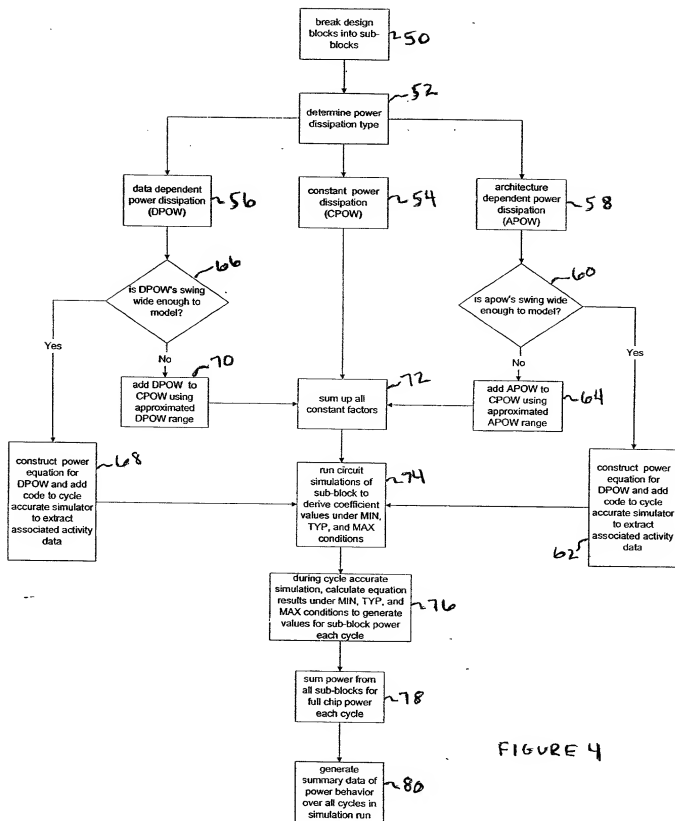 break design
blocks into sub-
blocks
50
determine power
dissipation type
52
data dependent
power dissipation
(DPOW)
56
constant power
dissipation
(CPOW)
54
architecture
dependent power
dissipation
(APOW)
58
is DPOW's swing
wide enough to
model?
66
is apow's swing wide
enough to model?
60
Yes
No
No
Yes
add DPOW to
CPOW using
approximated
DPOW range
70
sum up all
constant factors
72
add APOW to
CPOW using
approximated
APOW range
64
construct power
equation for
DPOW and add
code to cycle
accurate simulator
to extract
associated activity
data
68
run circuit
simulations of
sub-block to
derive coefficient
values under MIN,
TYP, and MAX
conditions
74
construct power
equation for
DPOW and add
code to cycle
accurate simulator
to extract
associated activity
data
62
during cycle accurate
simulation, calculate equation
results under MIN, TYP, and
MAX conditions to generate
values for sub-block power
each cycle
76
sum power from
all sub-blocks for
full chip power
each cycle
78
generate
summary data of
power behavior
over all cycles in
simulation run
80
FIGURE 4